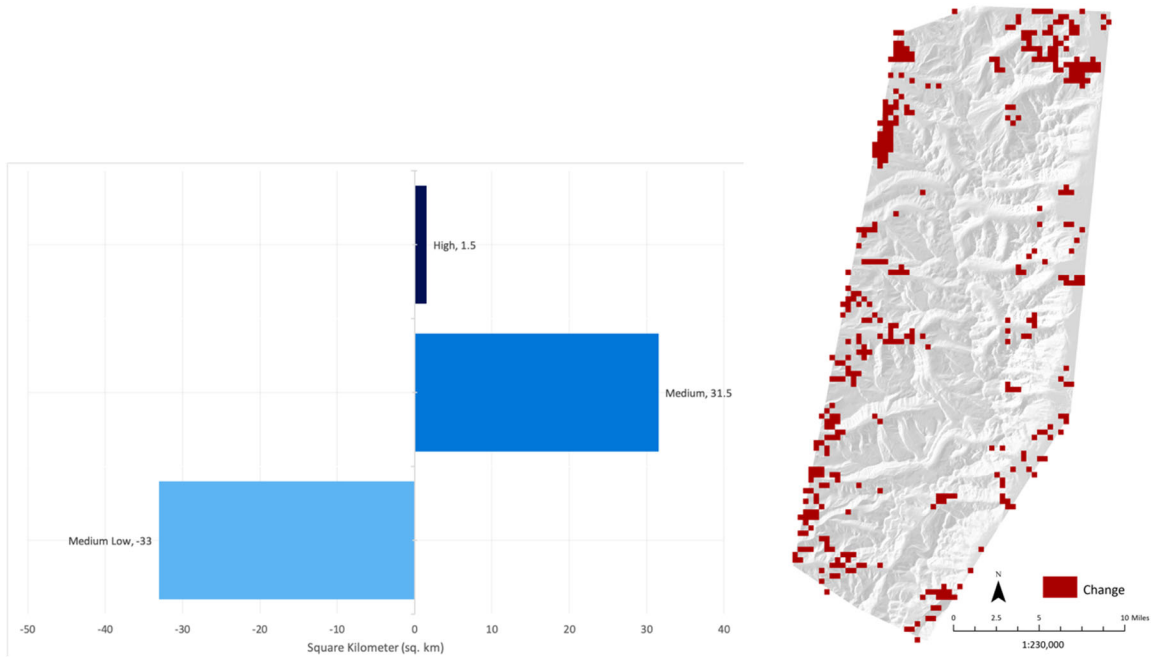 High, 1.5
Medium, 31.5
Medium Low, -33
-50 -40 -30 -20 -10 0 10 20 30 40
Square Kilometer (sq. km)
N
Change
0 2.5 5 10 Miles
1:230,000